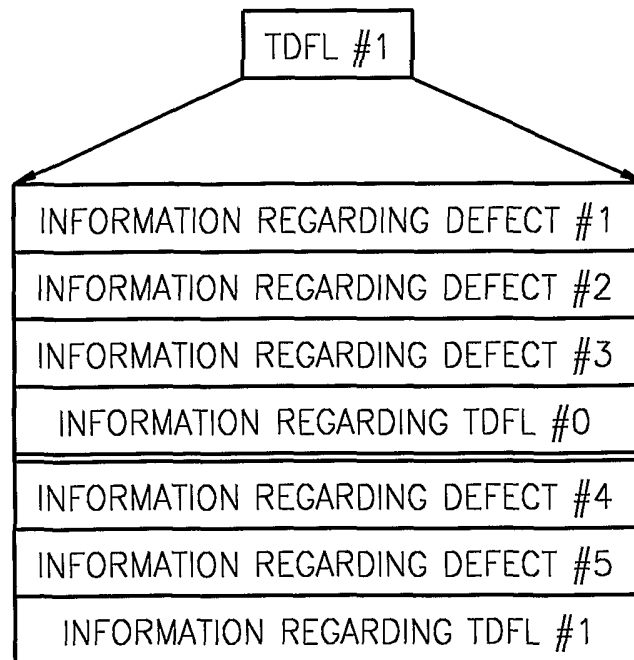 TDFL #1
INFORMATION REGARDING DEFECT #1
INFORMATION REGARDING DEFECT #2
INFORMATION REGARDING DEFECT #3
INFORMATION REGARDING TDFL #0
INFORMATION REGARDING DEFECT #4
INFORMATION REGARDING DEFECT #5
INFORMATION REGARDING TDFL #1